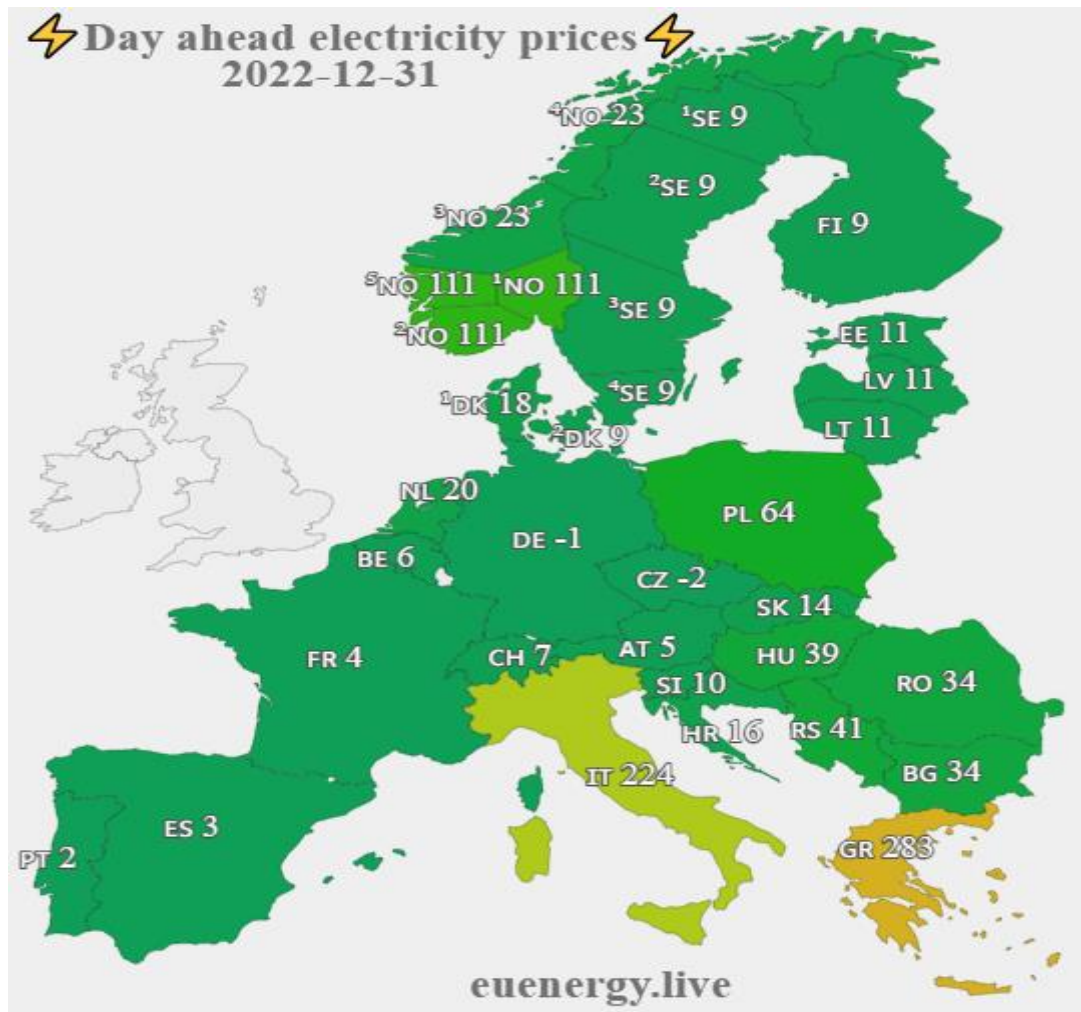 ⚡Day ahead electricity prices⚡
2022-12-31
⁴NO 23
¹SE 9
²SE 9
³NO 23
FI 9
⁵NO 111
¹NO 111
³SE 9
²NO 111
EE 11
LV 11
⁴SE 9
¹DK 18
²DK 9
LT 11
NL 20
PL 64
DE -1
BE 6
CZ -2
SK 14
FR 4
CH 7
AT 5
HU 39
SI 10
RO 34
HR 16
RS 41
IT 224
BG 34
ES 3
GR 283
PT 2
euenergy.live